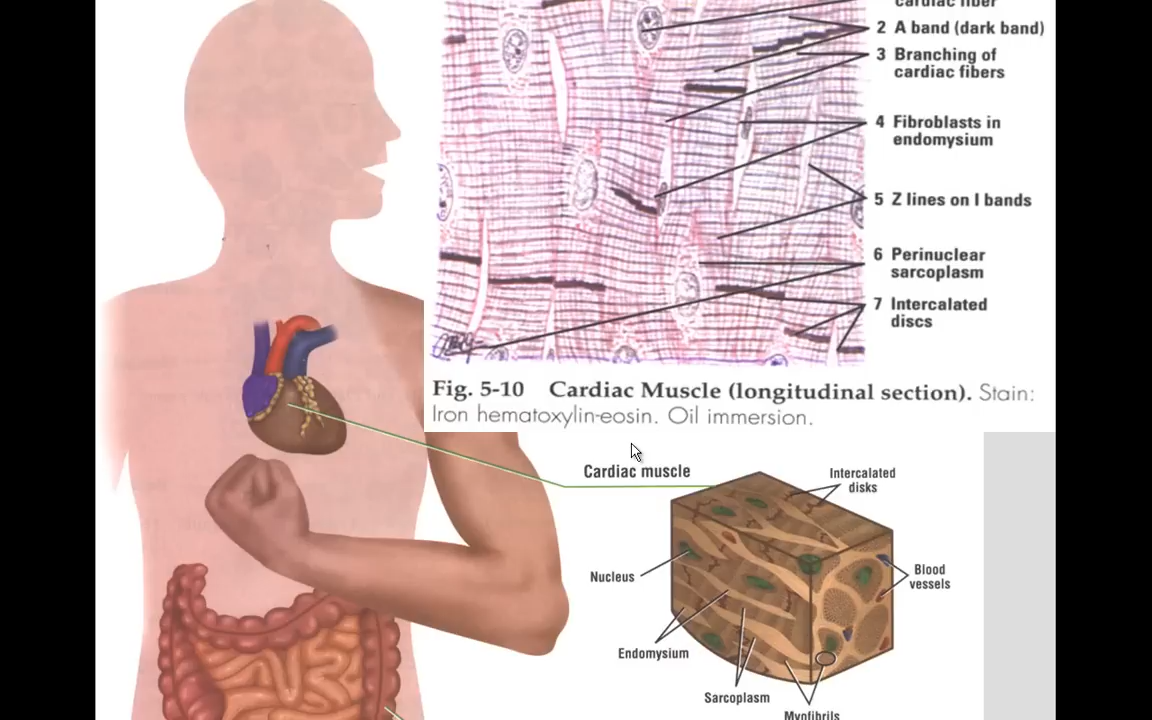 cardiac fiber
2 A band (dark band)
3 Branching of
cardiac fibers
4 Fibroblasts in
endomysium
5 Z lines on I bands
6 Perinuclear
sarcoplasm
7 Intercalated
discs
Fig. 5-10 Cardiac Muscle (longitudinal section). Stain:
Iron hematoxylin-eosin. Oil immersion.
Cardiac muscle
Intercalated
disks
Nucleus
Blood
vessels
Endomysium
Sarcoplasm
Myofibrils